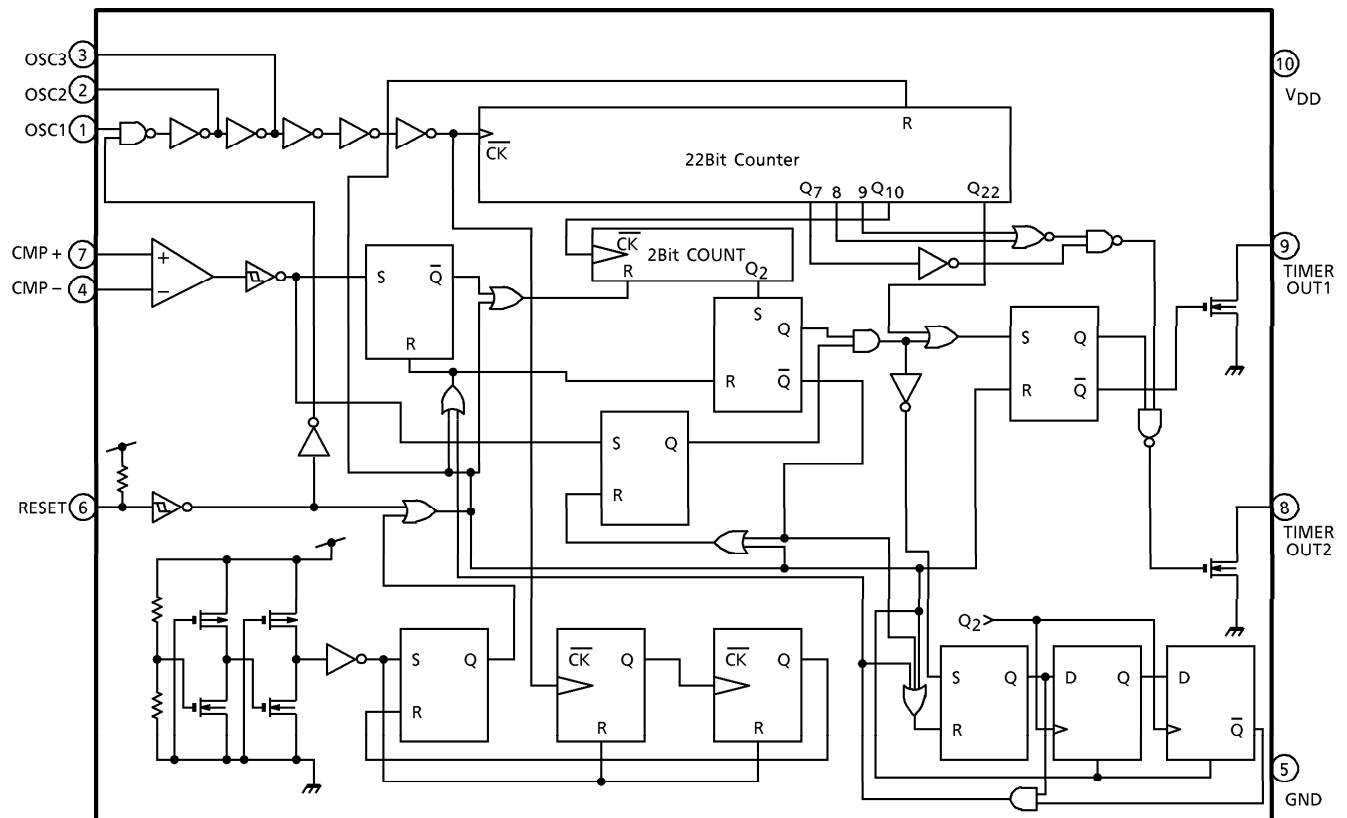 OSC3 3
OSC2 2
OSC1 1
10
VDD
R
CK
22Bit Counter
Q7 8 9 Q10 Q22
CMP + 7
CMP − 4
+
−
S Q̅
R
CK
2Bit COUNT
R Q2
9
TIMER
OUT1
S
Q
R Q̅
S Q
R Q̅
S Q
R
RESET 6
8
TIMER
OUT2
Q2
S Q
R
CK Q
R
CK Q
R
S Q
R
D Q
D
Q̅
5
GND